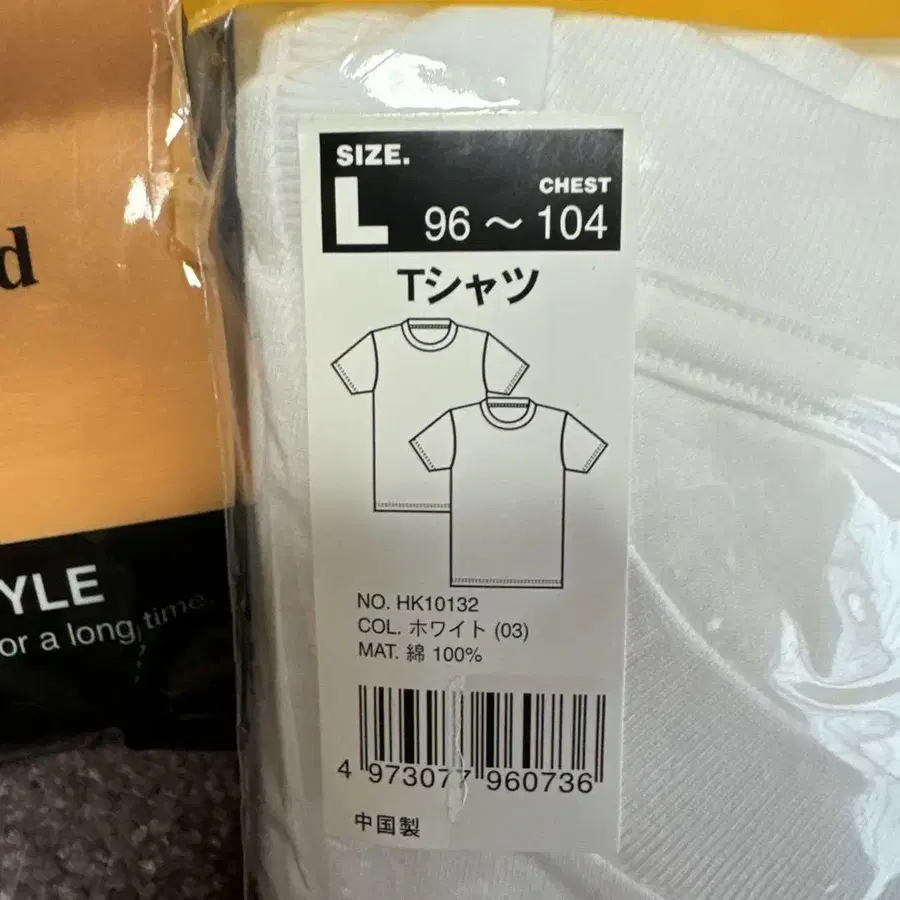 SIZE.
L
CHEST
96 ～ 104
Tシャツ
NO. HK10132
COL. ホワイト (03)
MAT. 綿 100%
4 973077 960736
中国製
d
YLE
or a long time.